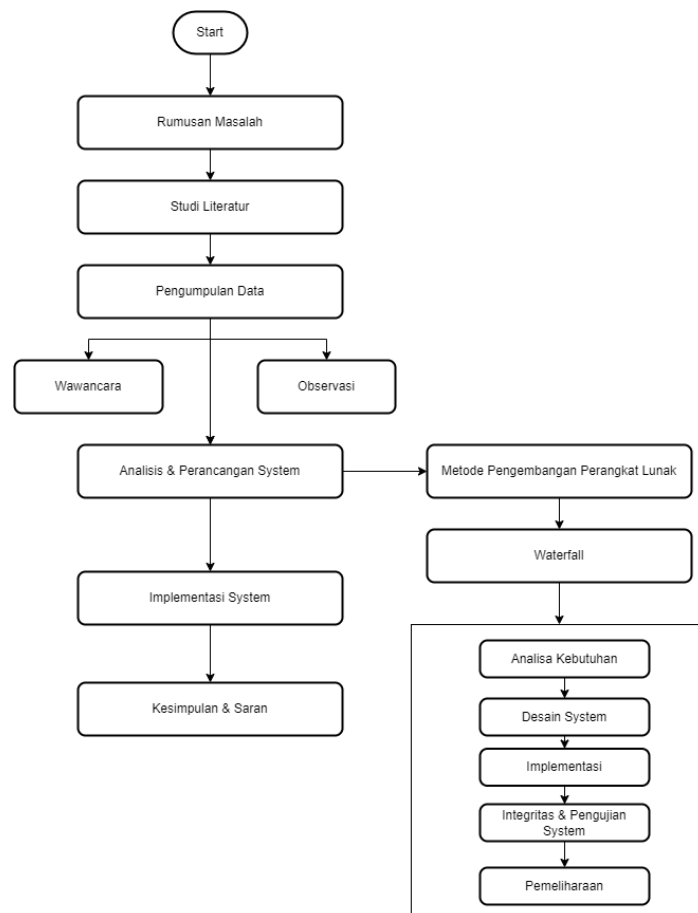 Start
Rumusan Masalah
Studi Literatur
Pengumpulan Data
Wawancara
Observasi
Analisis & Perancangan System
Metode Pengembangan Perangkat Lunak
Waterfall
Implementasi System
Kesimpulan & Saran
Analisa Kebutuhan
Desain System
Implementasi
Integritas & Pengujian
System
Pemeliharaan